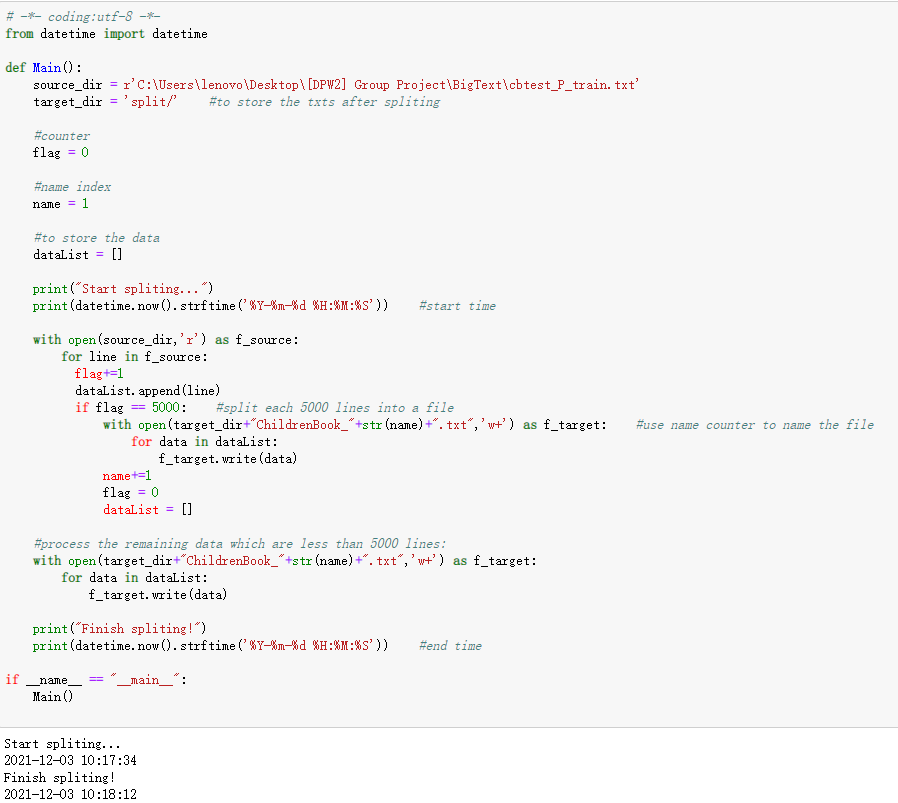 # -*- coding:utf-8 -*-
from datetime import datetime
def Main():
source_dir = r'C:\Users\lenovo\Desktop\[DPW2] Group Project\BigText\cbtest_P_train.txt'
target_dir = 'split/'    #to store the txts after spliting
#counter
flag = 0
#name index
name = 1
#to store the data
dataList = []
print("Start spliting...")
print(datetime.now().strftime('%Y-%m-%d %H:%M:%S'))    #start time
with open(source_dir,'r') as f_source:
for line in f_source:
flag+=1
dataList.append(line)
if flag == 5000:    #split each 5000 lines into a file
with open(target_dir+"ChildrenBook_"+str(name)+".txt",'w+') as f_target:    #use name counter to name the file
for data in dataList:
f_target.write(data)
name+=1
flag = 0
dataList = []
#process the remaining data which are less than 5000 lines:
with open(target_dir+"ChildrenBook_"+str(name)+".txt",'w+') as f_target:
for data in dataList:
f_target.write(data)
print("Finish spliting!")
print(datetime.now().strftime('%Y-%m-%d %H:%M:%S'))    #end time
if __name__ == "__main__":
Main()
Start spliting...
2021-12-03 10:17:34
Finish spliting!
2021-12-03 10:18:12